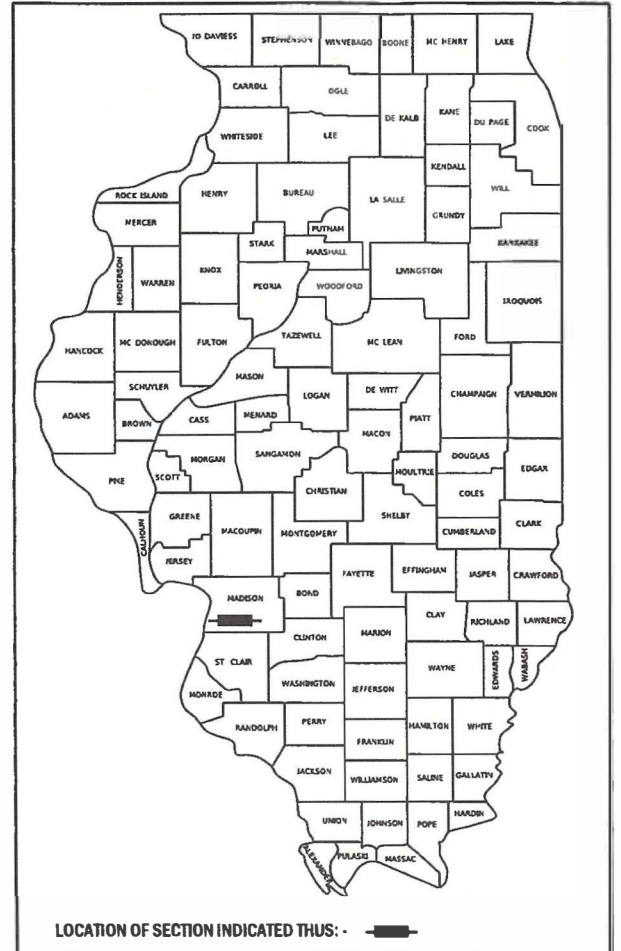 JO DAVIESS STEPHENSON WINNEBAGO BOONE MC HENRY LAKE
CARROLL OGLE DE KALB KANE DU PAGE COOK
WHITESIDE LEE KENDALL WILL
ROCK ISLAND HENRY BUREAU LA SALLE GRUNDY
MERCER PUTNAM
STARK MARSHALL KANKAKEE
HENDERSON WARREN KNOX PEORIA WOODFORD LIVINGSTON IROQUOIS
HANCOCK MC DONOUGH FULTON TAZEWELL MC LEAN FORD
MASON
SCHUYLER LOGAN DE WITT CHAMPAIGN VERMILION
ADAMS BROWN CASS MENARD MACON PIATT
PIKE SCOTT MORGAN SANGAMON MOULTRIE DOUGLAS EDGAR
CHRISTIAN COLES
CALHOUN GREENE MACOUPIN MONTGOMERY SHELBY CUMBERLAND CLARK
JERSEY FAYETTE EFFINGHAM JASPER CRAWFORD
MADISON BOND CLAY RICHLAND LAWRENCE
CLINTON MARION
ST CLAIR WAYNE EDWARDS WABASH
MONROE WASHINGTON JEFFERSON
RANDOLPH PERRY HAMILTON WHITE
FRANKLIN
JACKSON WILLIAMSON SALINE GALLATIN
UNION JOHNSON POPE HARDIN
ALEXANDER PULASKI MASSAC
LOCATION OF SECTION INDICATED THUS: -